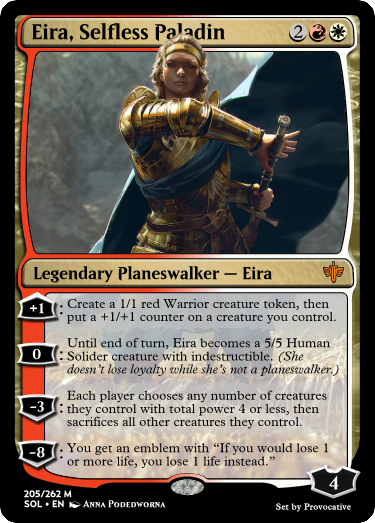 Eira, Selfless Paladin 2
Legendary Planeswalker — Eira
+1: Create a 1/1 red Warrior creature token, then
put a +1/+1 counter on a creature you control.
0: Until end of turn, Eira becomes a 5/5 Human
Solider creature with indestructible. (She
doesn't lose loyalty while she's not a planeswalker.)
-3: Each player chooses any number of creatures
they control with total power 4 or less, then
sacrifices all other creatures they control.
-8: You get an emblem with “If you would lose 1
or more life, you lose 1 life instead.”
4
205/262 M
SOL • EN Anna Podedworna
Set by Provocative